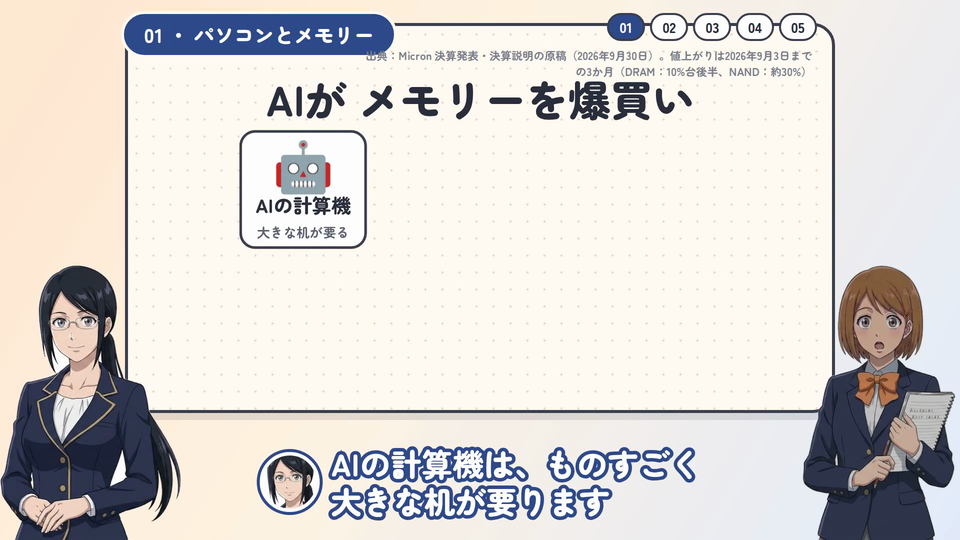 01 ・ パソコンとメモリー
01 02 03 04 05
出典：Micron 決算発表・決算説明の原稿（2026年9月30日）。値上がりは2026年9月3日まで
の3か月（DRAM：10%台後半、NAND：約30%）
AIが メモリーを爆買い
AIの計算機
大きな机が要る
AIの計算機は、ものすごく
大きな机が要ります